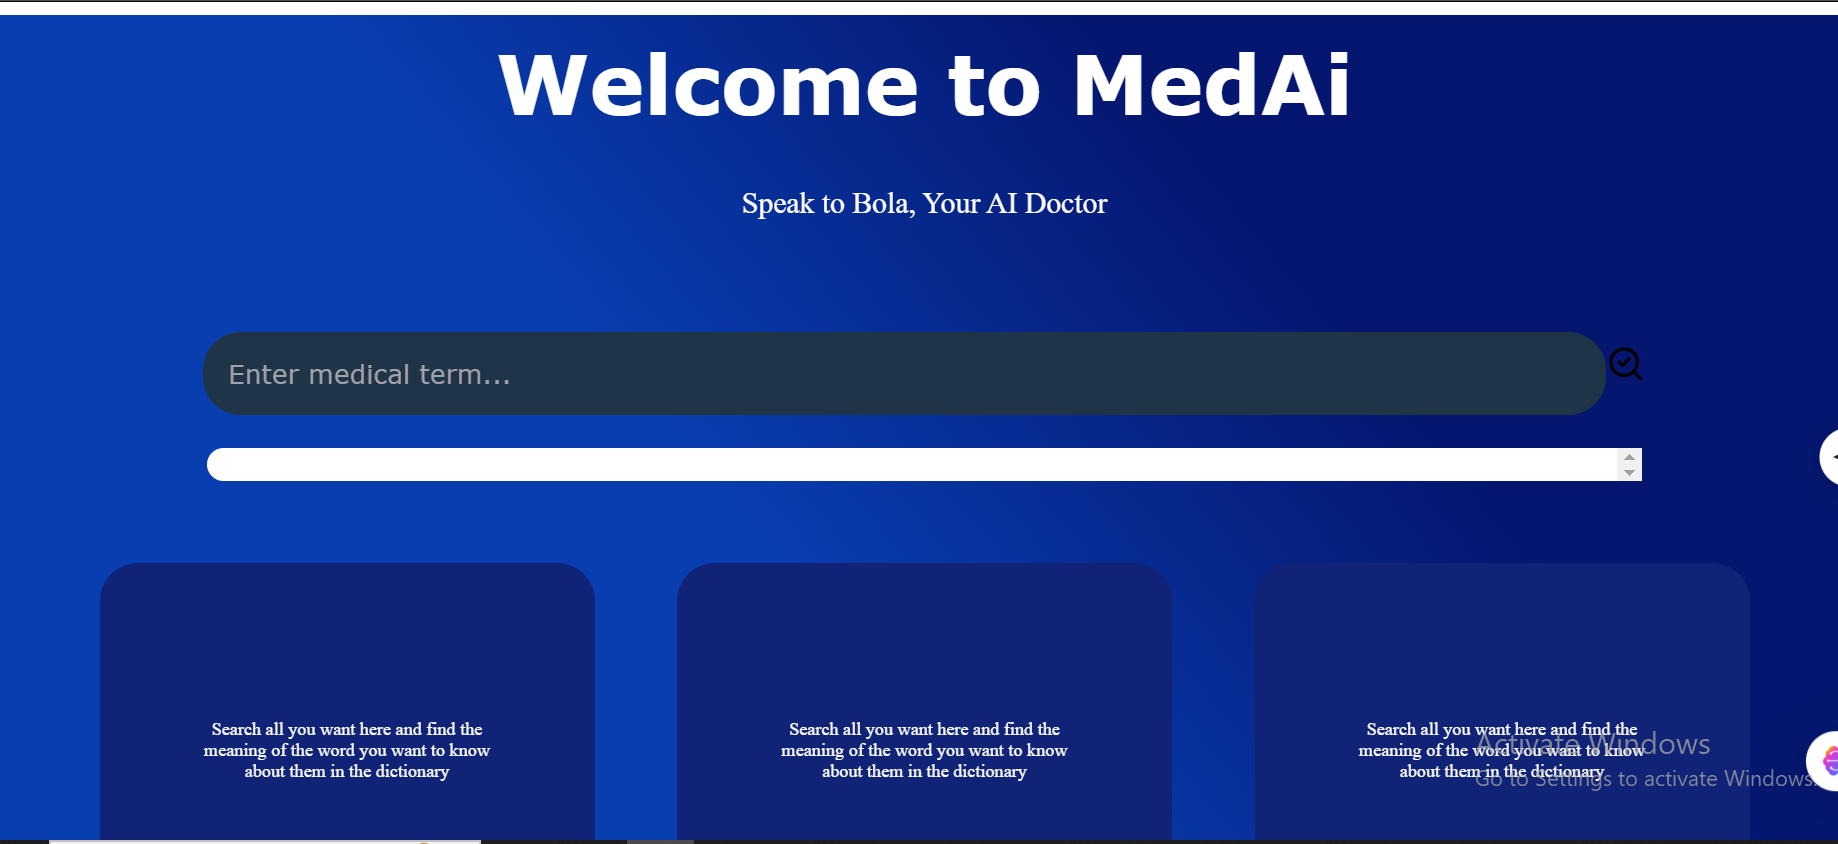 Welcome to MedAi
Speak to Bola, Your AI Doctor
Enter medical term...
Search all you want here and find the
meaning of the word you want to know
about them in the dictionary
Search all you want here and find the
meaning of the word you want to know
about them in the dictionary
Search all you want here and find the
meaning of the word you want to know
about them in the dictionary
Activate Windows
Go to Settings to activate Windows.